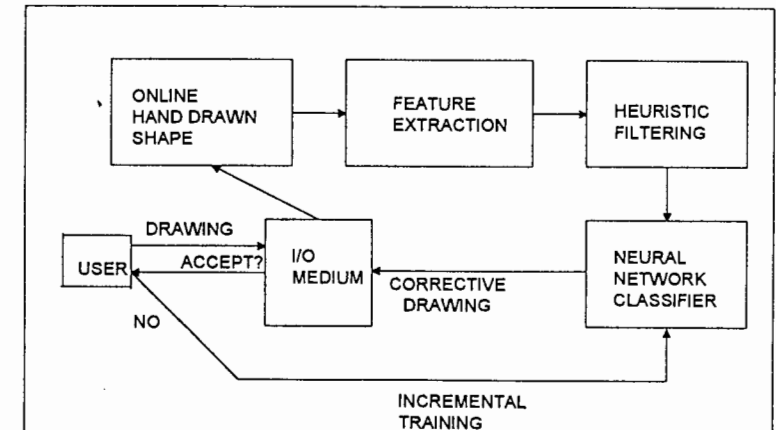 ONLINE
HAND DRAWN
SHAPE
FEATURE
EXTRACTION
HEURISTIC
FILTERING
DRAWING
USER
ACCEPT?
I/O
MEDIUM
CORRECTIVE
DRAWING
NEURAL
NETWORK
CLASSIFIER
NO
INCREMENTAL
TRAINING